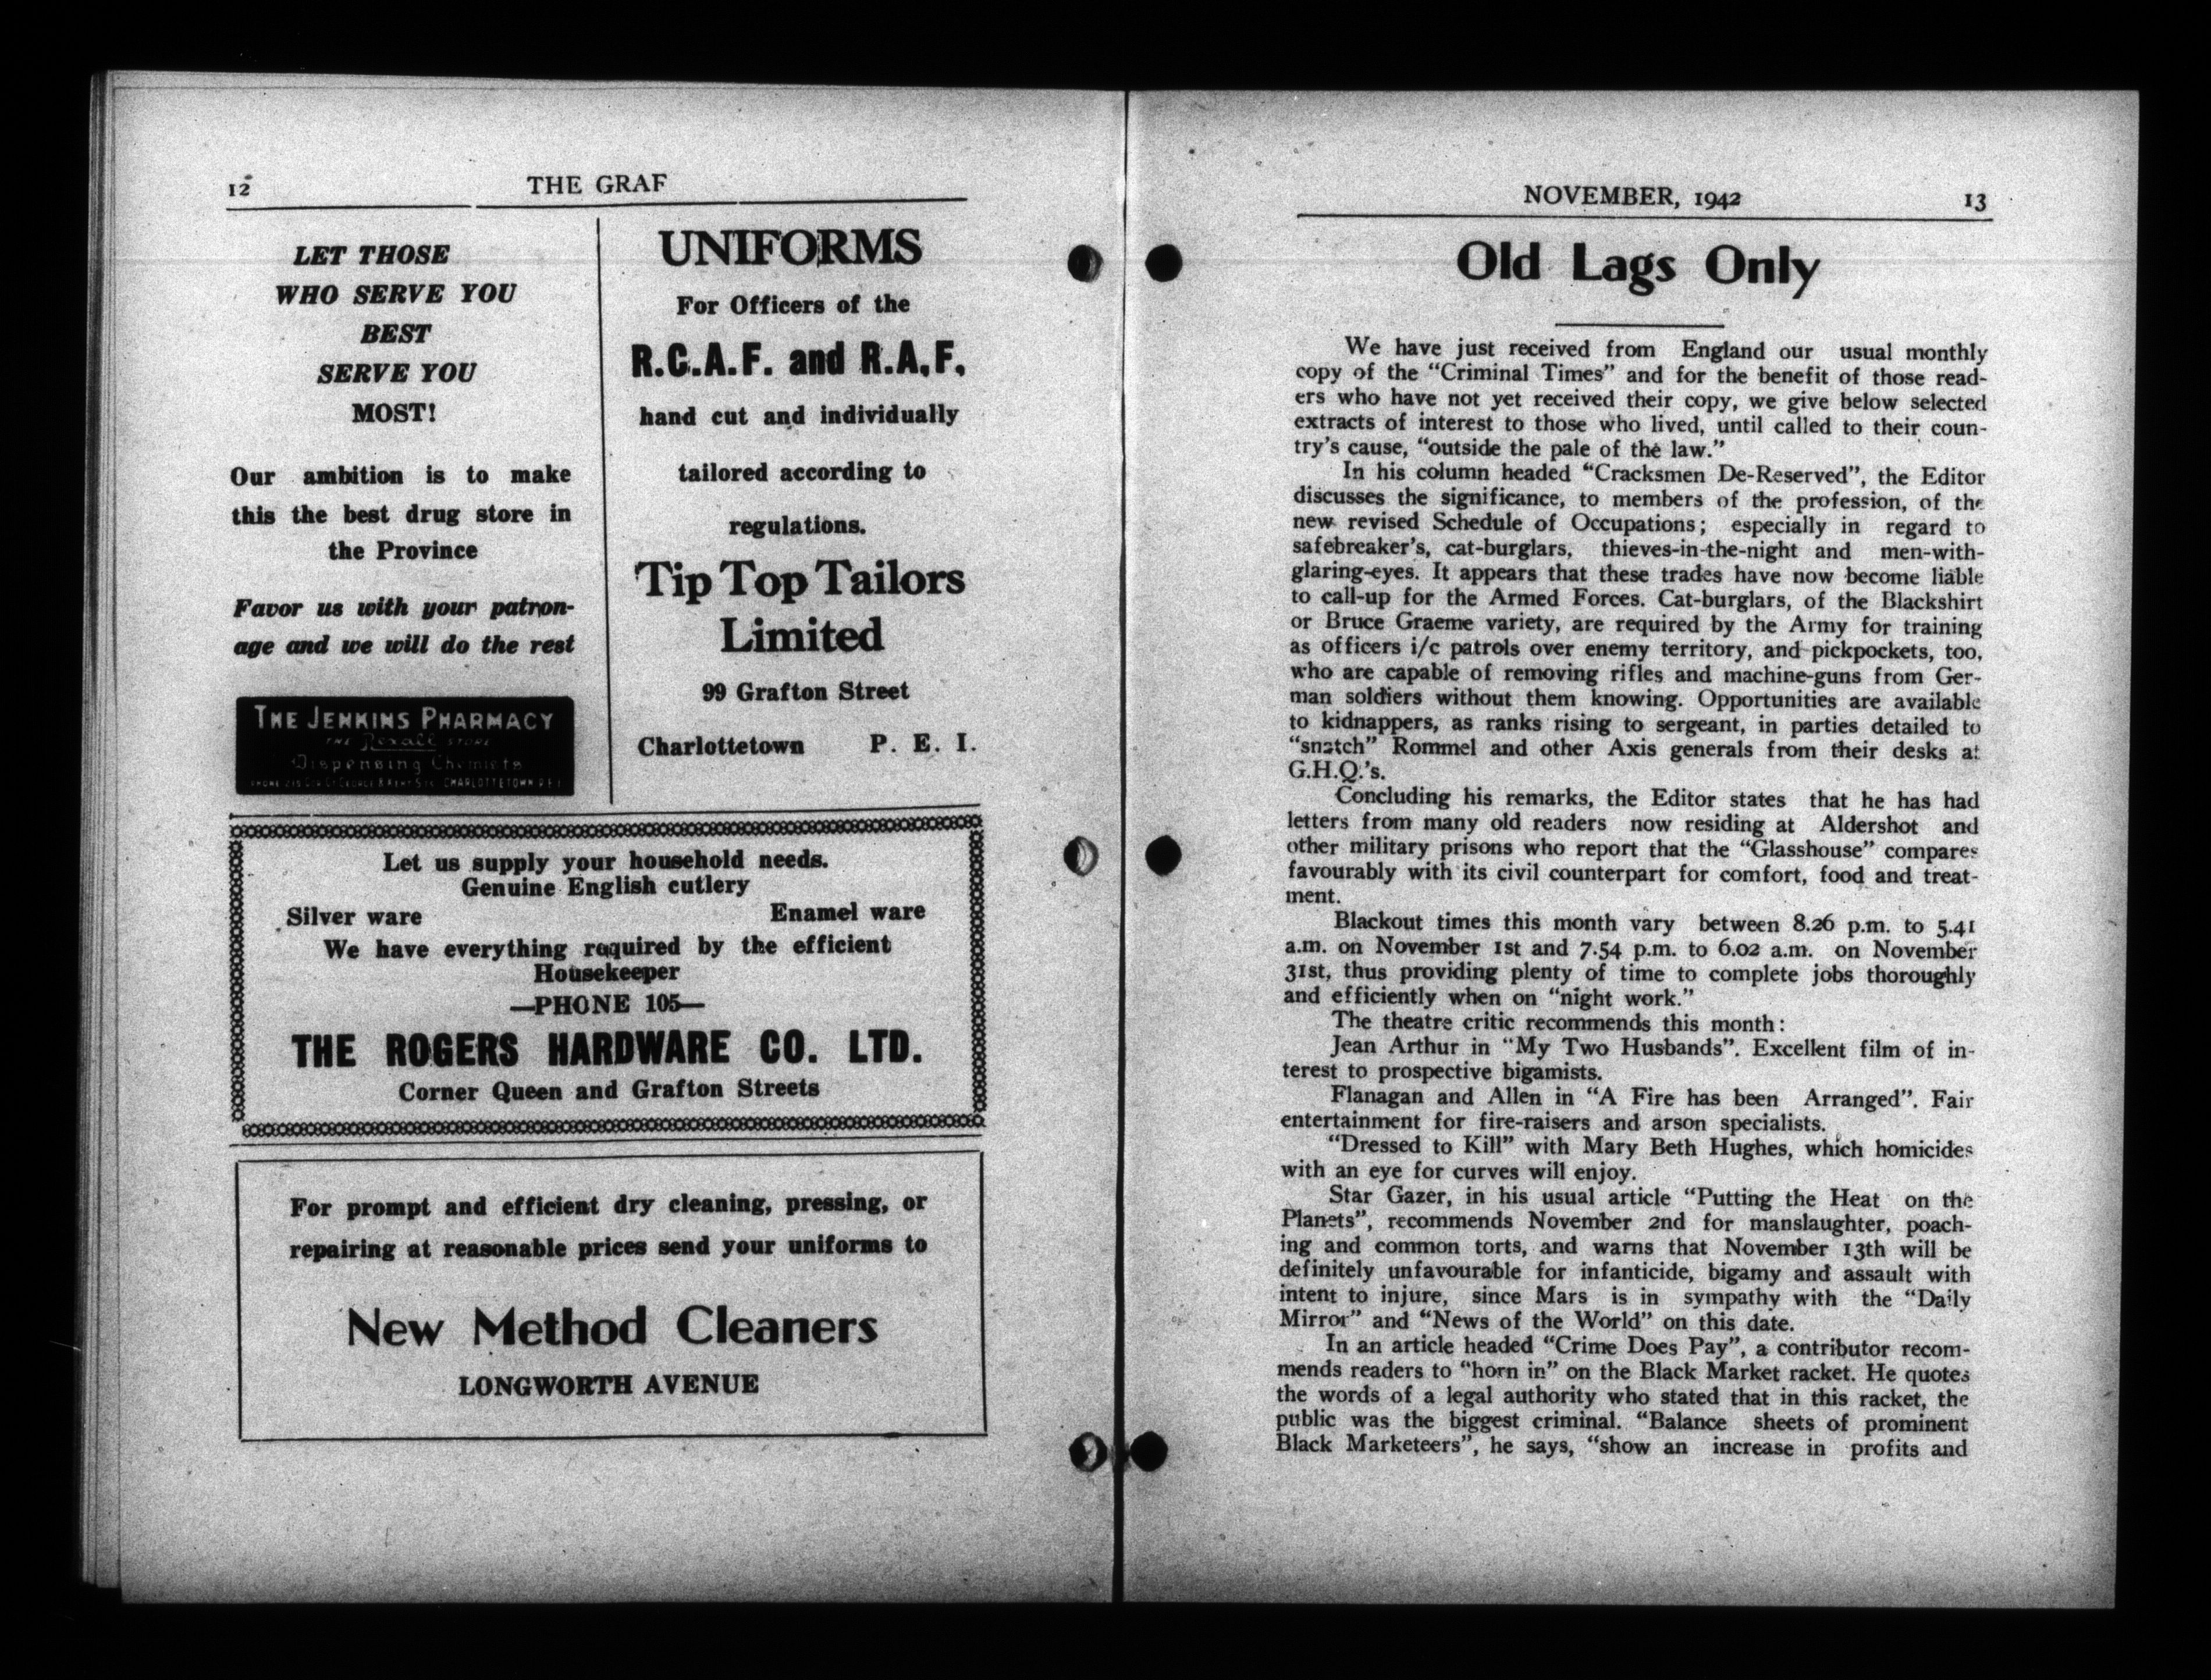 12
THE GRAF
LET THOSE
WHO SERVE YOU
BEST
SERVE YOU
MOST!
Our ambition is to make
this the best drug store in
the Province
Favor us with your patron-
age and we will do the rest
THE JENKINS PHARMACY
THE Rexall STORE
Dispensing Chemists
CHARLOTTETOWN P.E.I
UNIFORMS
For Officers of the
R.C.A.F. and R.A.F.
hand cut and individually
tailored according to
regulations.
Tip Top Tailors
Limited
99 Grafton Street
Charlottetown P. E. I.
Let us supply your household needs.
Genuine English cutlery
Silver ware Enamel ware
We have everything required by the efficient
Housekeeper
—PHONE 105—
THE ROGERS HARDWARE CO. LTD.
Corner Queen and Grafton Streets
For prompt and efficient dry cleaning, pressing, or
repairing at reasonable prices send your uniforms to
New Method Cleaners
LONGWORTH AVENUE
NOVEMBER, 1942
13
Old Lags Only
We have just received from England our usual monthly
copy of the "Criminal Times" and for the benefit of those read-
ers who have not yet received their copy, we give below selected
extracts of interest to those who lived, until called to their coun-
try's cause, "outside the pale of the law."
In his column headed "Cracksmen De-Reserved", the Editor
discusses the significance, to members of the profession, of the
new revised Schedule of Occupations; especially in regard to
safebreaker's, cat-burglars, thieves-in-the-night and men-with-
glaring-eyes. It appears that these trades have now become liable
to call-up for the Armed Forces. Cat-burglars, of the Blackshirt
or Bruce Graeme variety, are required by the Army for training
as officers i/c patrols over enemy territory, and pickpockets, too,
who are capable of removing rifles and machine-guns from Ger-
man soldiers without them knowing. Opportunities are available
to kidnappers, as ranks rising to sergeant, in parties detailed to
"snatch" Rommel and other Axis generals from their desks at
G.H.Q.'s.
Concluding his remarks, the Editor states that he has had
letters from many old readers now residing at Aldershot and
other military prisons who report that the "Glasshouse" compares
favourably with its civil counterpart for comfort, food and treat-
ment.
Blackout times this month vary between 8.26 p.m. to 5.41
a.m. on November 1st and 7.54 p.m. to 6.02 a.m. on November
31st, thus providing plenty of time to complete jobs thoroughly
and efficiently when on "night work."
The theatre critic recommends this month:
Jean Arthur in "My Two Husbands". Excellent film of in-
terest to prospective bigamists.
Flanagan and Allen in "A Fire has been Arranged". Fair
entertainment for fire-raisers and arson specialists.
"Dressed to Kill" with Mary Beth Hughes, which homicides
with an eye for curves will enjoy.
Star Gazer, in his usual article "Putting the Heat on the
Planets", recommends November 2nd for manslaughter, poach-
ing and common torts, and warns that November 13th will be
definitely unfavourable for infanticide, bigamy and assault with
intent to injure, since Mars is in sympathy with the "Daily
Mirror" and "News of the World" on this date.
In an article headed "Crime Does Pay", a contributor recom-
mends readers to "horn in" on the Black Market racket. He quotes
the words of a legal authority who stated that in this racket, the
public was the biggest criminal. "Balance sheets of prominent
Black Marketeers", he says, "show an increase in profits and